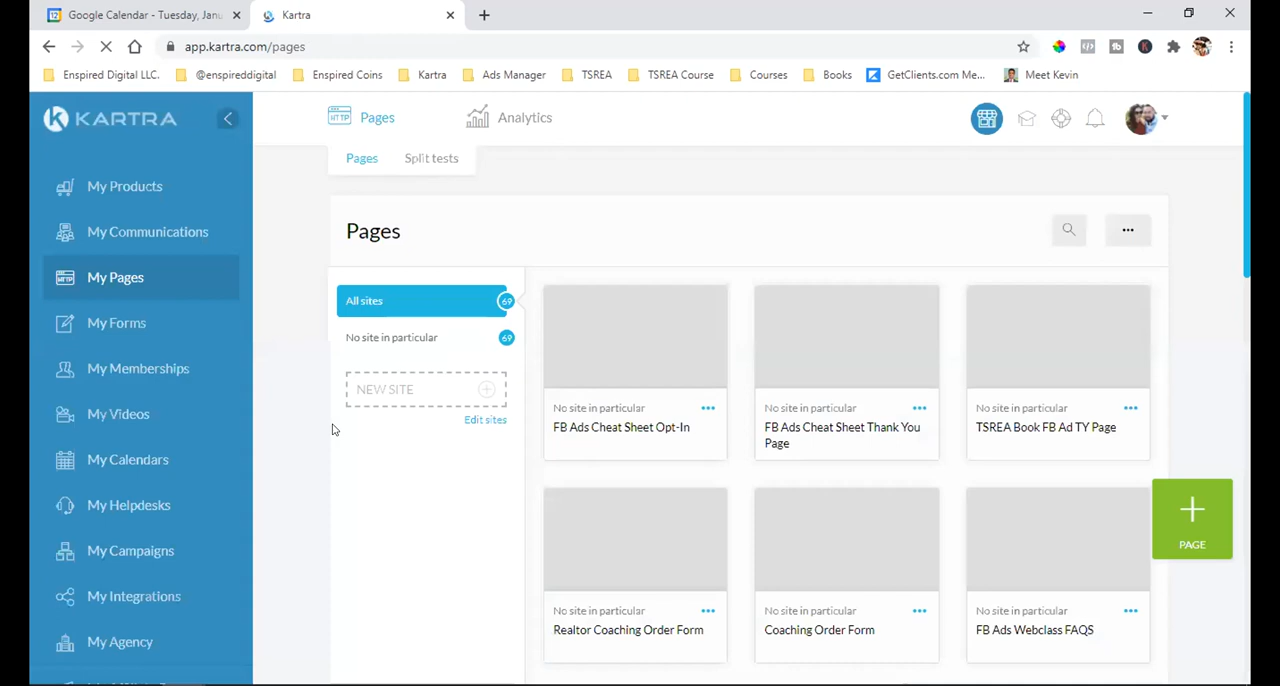 Google Calendar - Tuesday, Janu
Kartra
app.kartra.com/pages
Enspired Digital LLC.
@enspireddigital
Enspired Coins
Kartra
Ads Manager
TSREA
TSREA Course
Courses
Books
GetClients.com Me...
Meet Kevin
KARTRA
Pages
Analytics
Pages
Split tests
My Products
My Communications
My Pages
My Forms
My Memberships
My Videos
My Calendars
My Helpdesks
My Campaigns
My Integrations
My Agency
Pages
All sites
69
No site in particular
69
NEW SITE
Edit sites
No site in particular
FB Ads Cheat Sheet Opt-In
No site in particular
FB Ads Cheat Sheet Thank You
Page
No site in particular
TSREA Book FB Ad TY Page
No site in particular
Realtor Coaching Order Form
No site in particular
Coaching Order Form
No site in particular
FB Ads Webclass FAQS
PAGE